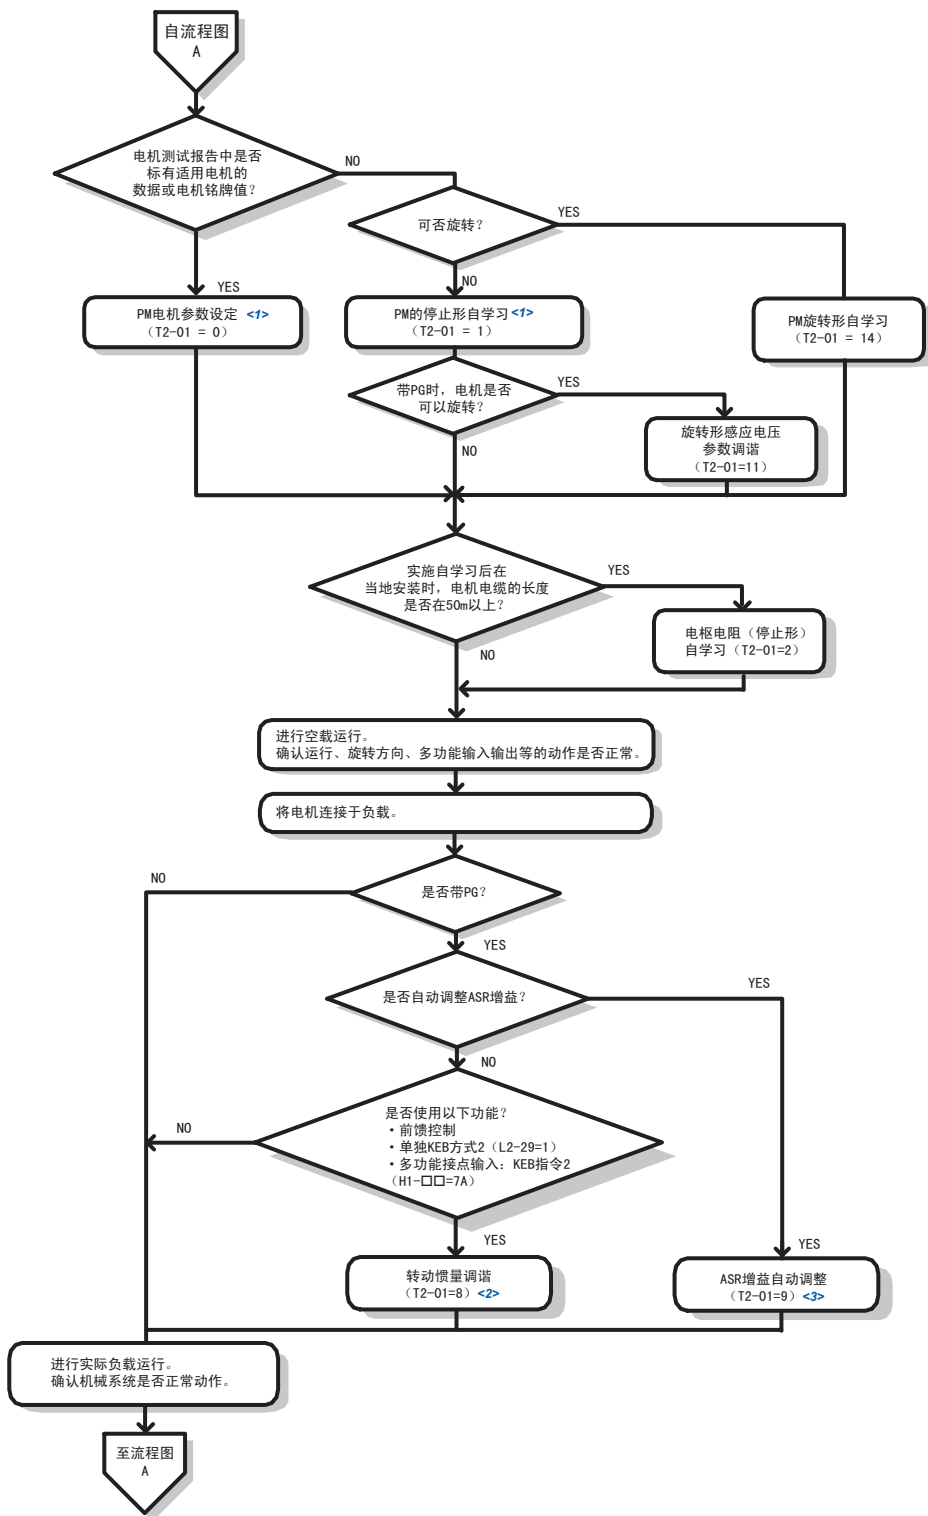 自流程图
A
电机测试报告中是否
标有适用电机的
数据或电机铭牌值?
NO
可否旋转?
YES
YES
NO
PM电机参数设定 <1>
(T2-01 = 0)
PM的停止形自学习<1>
(T2-01 = 1)
PM旋转形自学习
(T2-01 = 14)
带PG时，电机是否
可以旋转?
YES
NO
旋转形感应电压
参数调谐
(T2-01=11)
实施自学习后在
当地安装时，电机电缆的长度
是否在50m以上?
YES
NO
电枢电阻（停止形）
自学习（T2-01=2）
进行空载运行。
确认运行、旋转方向、多功能输入输出等的动作是否正常。
将电机连接于负载。
是否带PG?
NO
YES
是否自动调整ASR增益?
YES
NO
是否使用以下功能?
・前馈控制
・单独KEB方式2（L2-29=1）
・多功能接点输入：KEB指令2
（H1-□□=7A）
NO
YES
YES
转动惯量调谐
（T2-01=8）<2>
ASR增益自动调整
（T2-01=9）<3>
进行实际负载运行。
确认机械系统是否正常动作。
至流程图
A